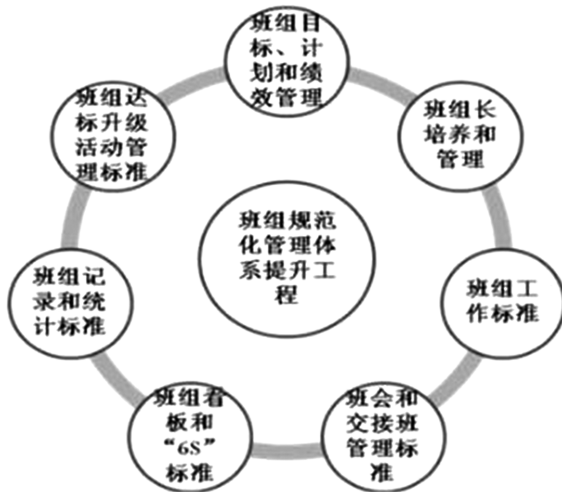 班组目
标、计
划和绩
效管理
班组长
培养和
管理
班组工
作标准
班会和
交接班
管理标
准
班组看
板和
“6S”
标准
班组记
录和统
计标准
班组达
标升级
活动管
理标准
班组规范
化管理体
系提升工
程